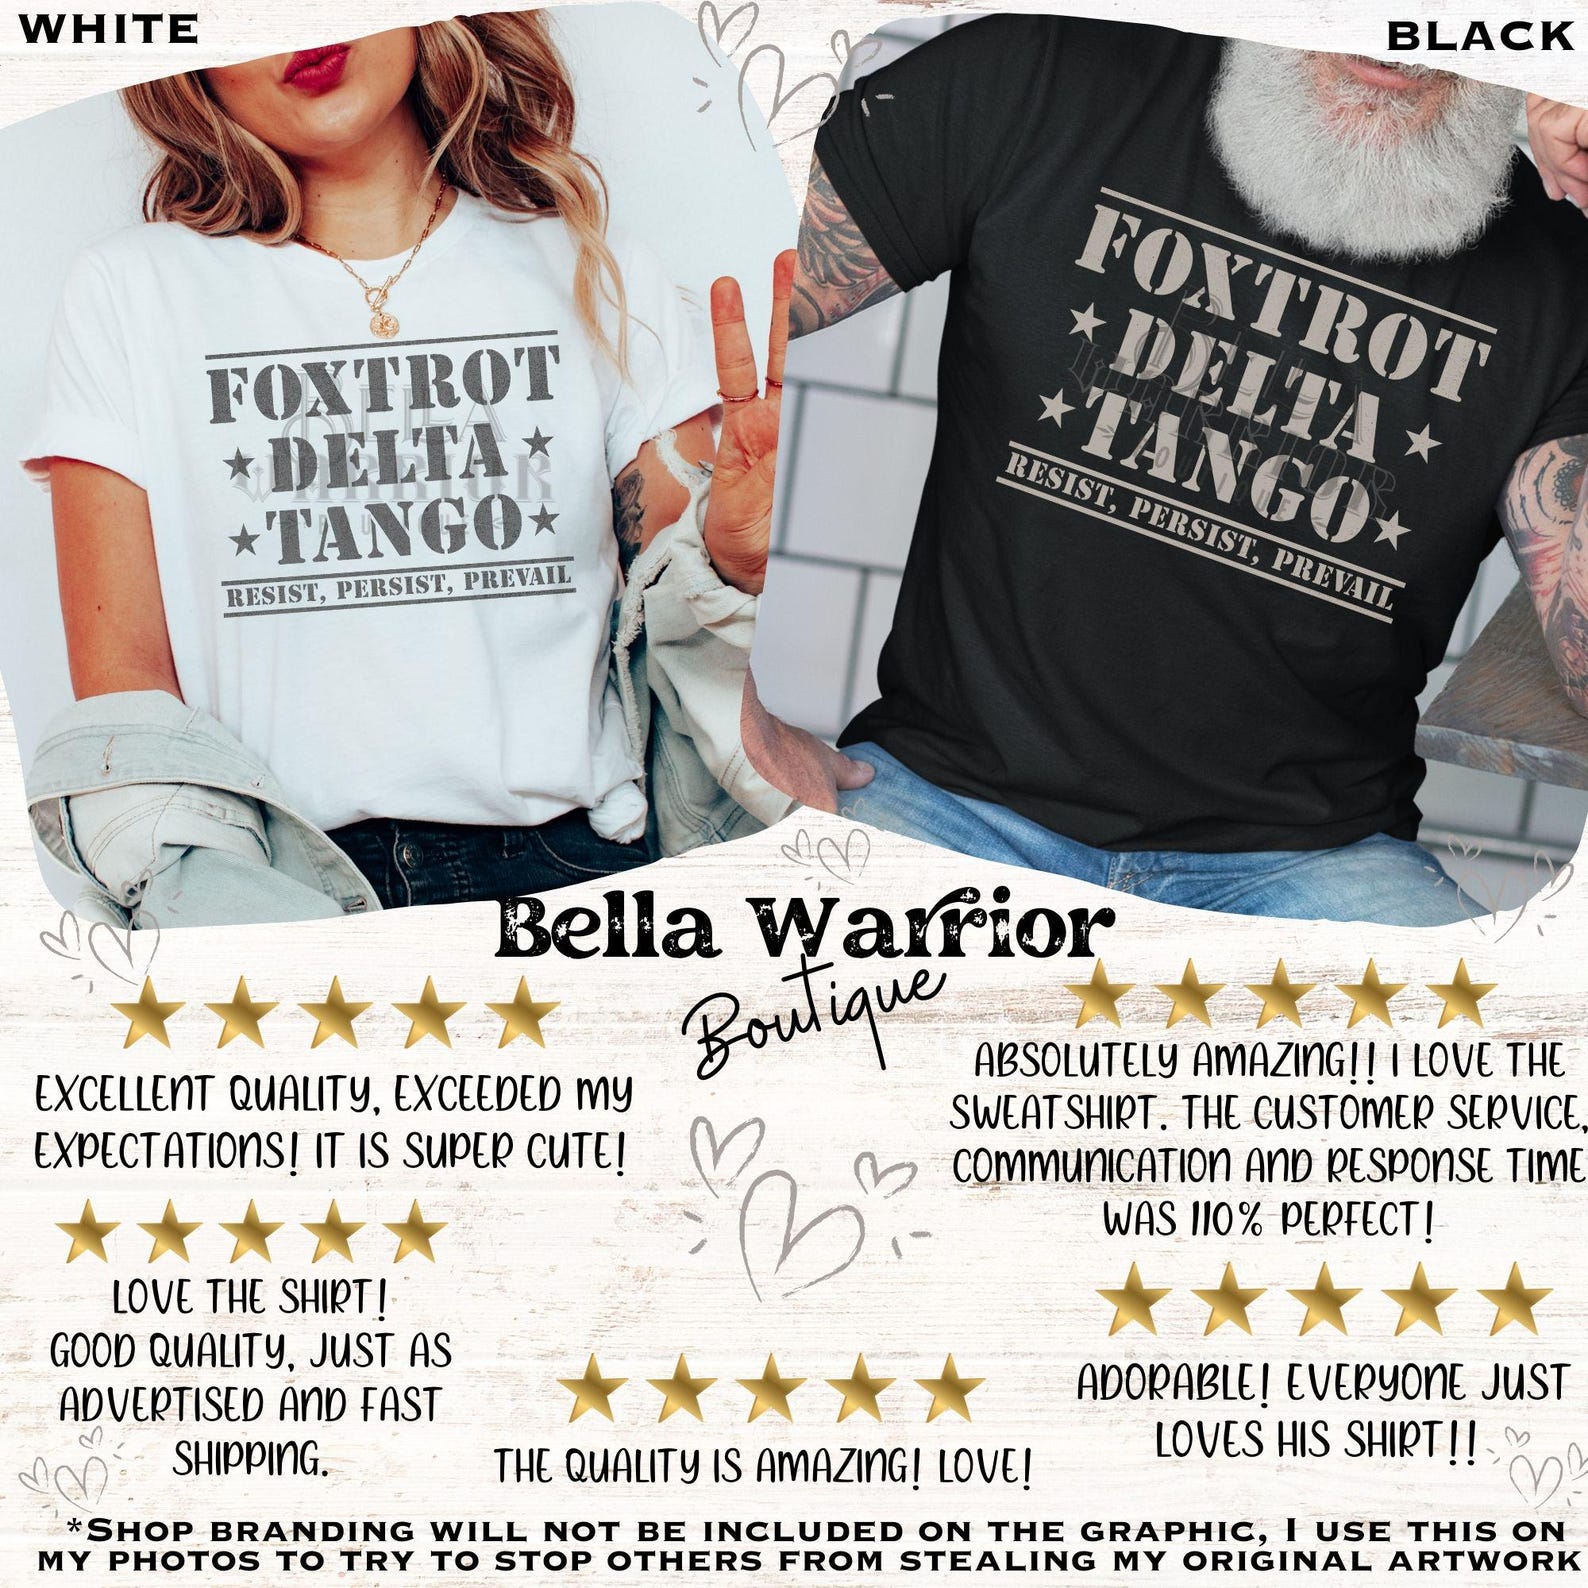 WHITE
BLACK
FOXTROT
DELTA
TANGO
RESIST, PERSIST, PREVAIL
FOXTROT
DELTA
TANGO
RESIST, PERSIST, PREVAIL
Bella Warrior
Boutique
EXCELLENT QUALITY, EXCEEDED MY
EXPECTATIONS! IT IS SUPER CUTE!
ABSOLUTELY AMAZING!! I LOVE THE
SWEATSHIRT. THE CUSTOMER SERVICE,
COMMUNICATION AND RESPONSE TIME
WAS 110% PERFECT!
LOVE THE SHIRT!
GOOD QUALITY, JUST AS
ADVERTISED AND FAST
SHIPPING.
THE QUALITY IS AMAZING! LOVE!
ADORABLE! EVERYONE JUST
LOVES HIS SHIRT!!
*SHOP BRANDING WILL NOT BE INCLUDED ON THE GRAPHIC, I USE THIS ON
MY PHOTOS TO TRY TO STOP OTHERS FROM STEALING MY ORIGINAL ARTWORK